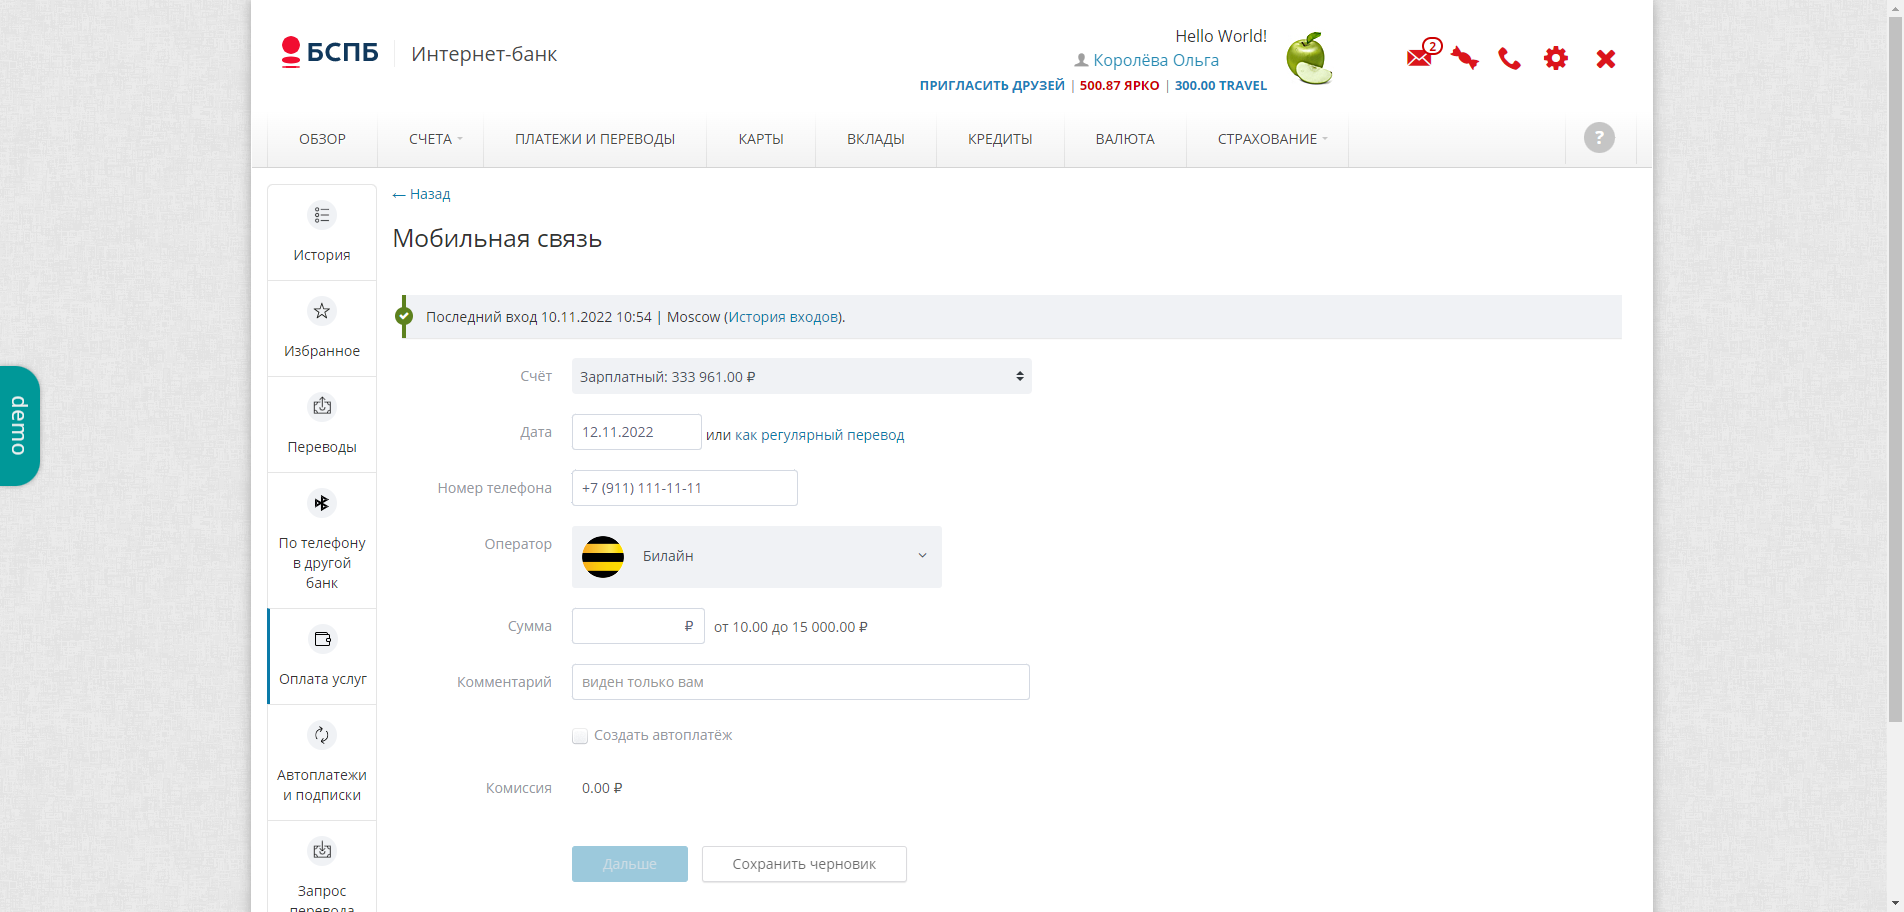 БСПБ
Интернет-банк
Hello World!
Королёва Ольга
ПРИГЛАСИТЬ ДРУЗЕЙ | 500.87 ЯРКО | 300.00 TRAVEL
2
ОБЗОР
СЧЕТА
ПЛАТЕЖИ И ПЕРЕВОДЫ
КАРТЫ
ВКЛАДЫ
КРЕДИТЫ
ВАЛЮТА
СТРАХОВАНИЕ
?
demo
История
Избранное
Переводы
По телефону
в другой
банк
Оплата услуг
Автоплатежи
и подписки
Запрос
перевода
← Назад
Мобильная связь
Последний вход 10.11.2022 10:54 | Moscow (История входов).
Счёт
Зарплатный: 333 961.00 ₽
Дата
12.11.2022
или как регулярный перевод
Номер телефона
+7 (911) 111-11-11
Оператор
Билайн
Сумма
₽
от 10.00 до 15 000.00 ₽
Комментарий
виден только вам
Создать автоплатёж
Комиссия
0.00 ₽
Дальше
Сохранить черновик